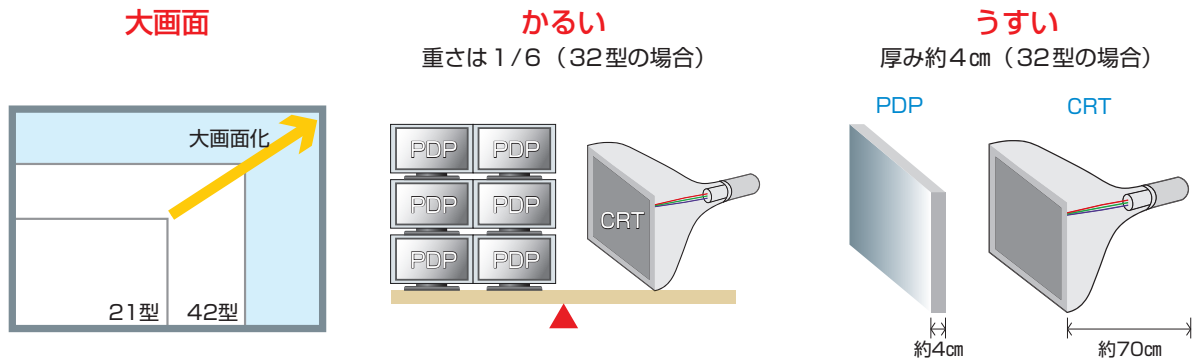 大画面
大画面化
21型
42型
かるい
重さは1/6（32型の場合）
PDP
PDP
PDP
PDP
PDP
PDP
CRT
うすい
厚み約4㎝（32型の場合）
PDP
CRT
約4㎝
約70㎝